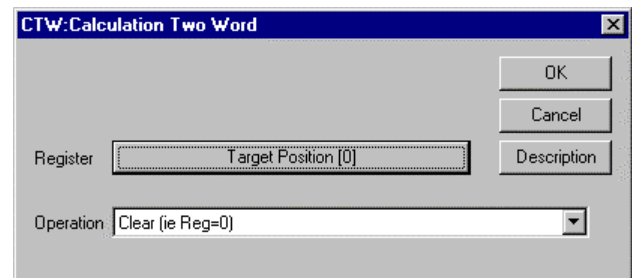 CTW:Calculation Two Word
OK
Cancel
Register Target Position [0] Description
Operation Clear (ie Reg=0)